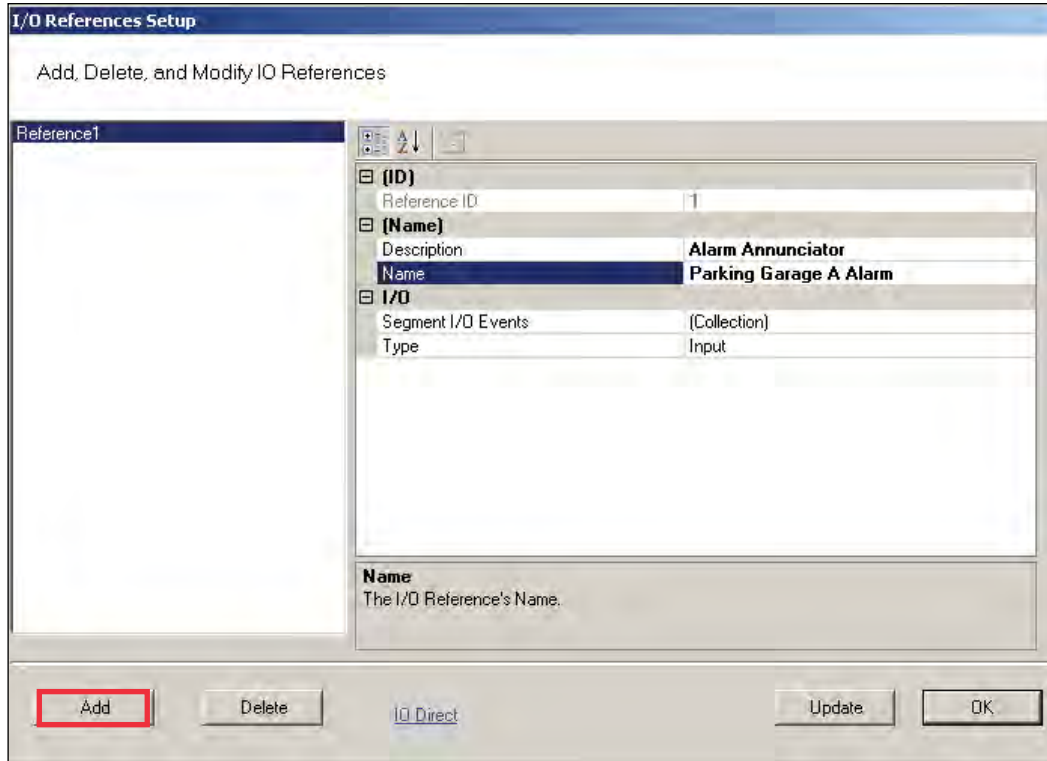 I/O References Setup
Add, Delete, and Modify IO References
Reference1
(ID)
Reference ID 1
(Name)
Description Alarm Annunciator
Name Parking Garage A Alarm
I/O
Segment I/O Events (Collection)
Type Input
Name
The I/O Reference's Name.
Add Delete IO Direct Update OK